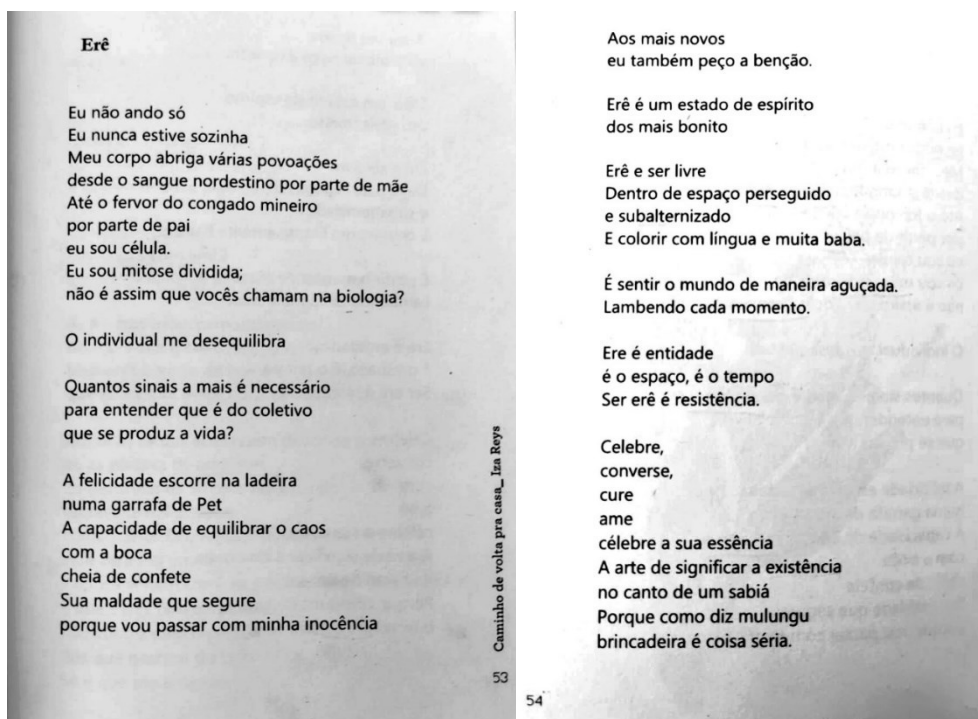 Erê
Eu não ando só
Eu nunca estive sozinha
Meu corpo abriga várias povoações
desde o sangue nordestino por parte de mãe
Até o fervor do congado mineiro
por parte de pai
eu sou célula.
Eu sou mitose dividida;
não é assim que vocês chamam na biologia?
O individual me desequilibra
Quantos sinais a mais é necessário
para entender que é do coletivo
que se produz a vida?
A felicidade escorre na ladeira
numa garrafa de Pet
A capacidade de equilibrar o caos
com a boca
cheia de confete
Sua maldade que segure
porque vou passar com minha inocência
Caminho de volta pra casa_ Iza Reys
53
Aos mais novos
eu também peço a benção.
Erê é um estado de espírito
dos mais bonito
Erê e ser livre
Dentro de espaço perseguido
e subalternizado
E colorir com língua e muita baba.
É sentir o mundo de maneira aguçada.
Lambendo cada momento.
Ere é entidade
é o espaço, é o tempo
Ser erê é resistência.
Celebre,
converse,
cure
ame
célebre a sua essência
A arte de significar a existência
no canto de um sabiá
Porque como diz mulungu
brincadeira é coisa séria.
54